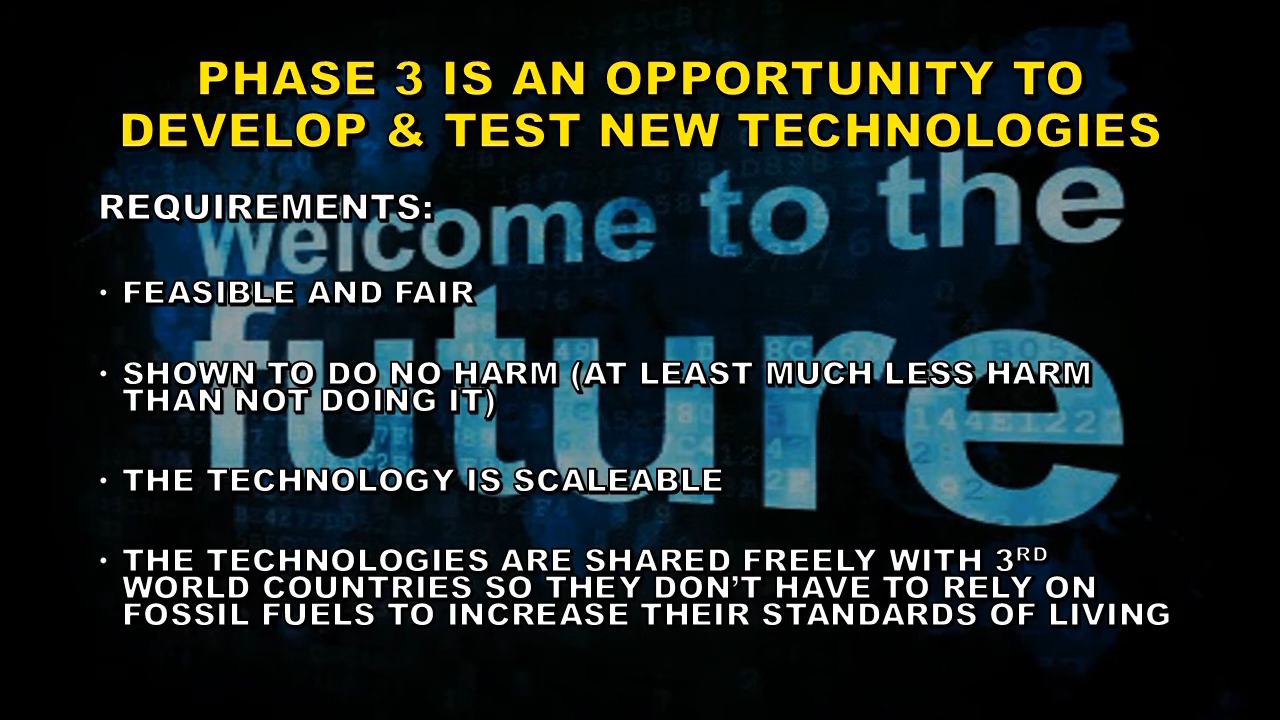 PHASE 3 IS AN OPPORTUNITY TO
DEVELOP & TEST NEW TECHNOLOGIES
REQUIREMENTS:
welcome to the
future
• FEASIBLE AND FAIR
• SHOWN TO DO NO HARM (AT LEAST MUCH LESS HARM
THAN NOT DOING IT)
• THE TECHNOLOGY IS SCALEABLE
• THE TECHNOLOGIES ARE SHARED FREELY WITH 3RD
WORLD COUNTRIES SO THEY DON’T HAVE TO RELY ON
FOSSIL FUELS TO INCREASE THEIR STANDARDS OF LIVING